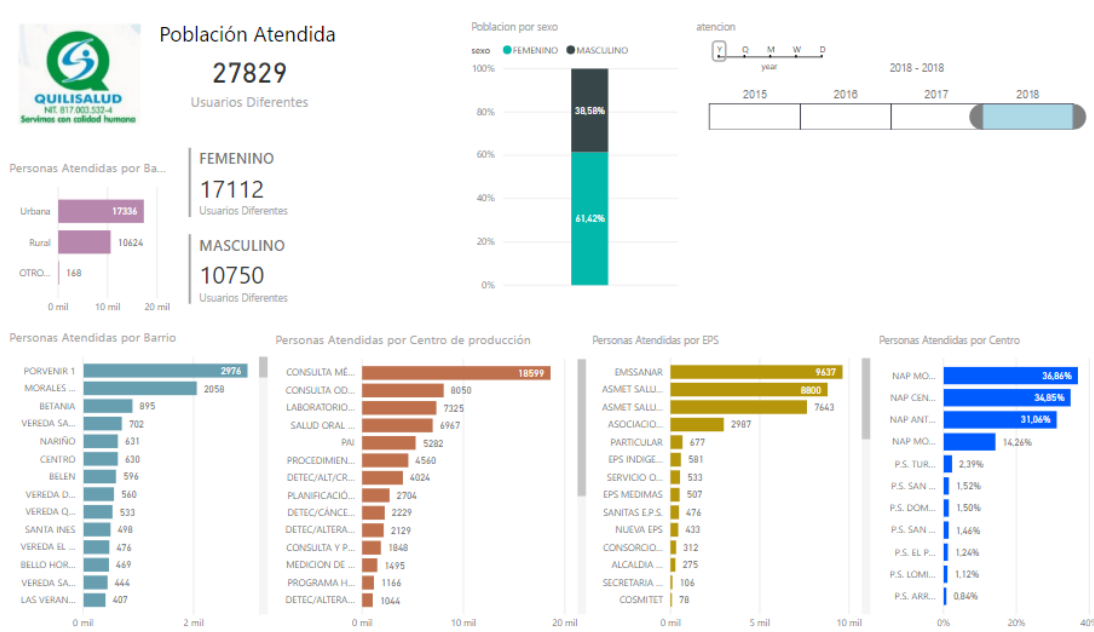 QUILISALUD
NIT. 817.003.532-4
Servimos con calidad humana
Población Atendida
27829
Usuarios Diferentes
Poblacion por sexo
sexo FEMENINO MASCULINO
100%
80%
60%
40%
20%
0%
38,58%
61,42%
atencion
Y Q M W D
year
2018 - 2018
2015 2016 2017 2018
Personas Atendidas por Ba...
Urbana 17336
Rural 10624
OTRO... 168
0 mil 10 mil 20 mil
FEMENINO
17112
Usuarios Diferentes
MASCULINO
10750
Usuarios Diferentes
Personas Atendidas por Barrio
PORVENIR 1 2976
MORALES ... 2058
BETANIA 895
VEREDA SA... 702
NARIÑO 631
CENTRO 630
BELEN 596
VEREDA D... 560
VEREDA Q... 533
SANTA INES 498
VEREDA EL ... 476
BELLO HOR... 469
VEREDA SA... 444
LAS VERAN... 407
0 mil 2 mil
Personas Atendidas por Centro de producción
CONSULTA MÉ... 18599
CONSULTA OD... 8050
LABORATORIO... 7325
SALUD ORAL ... 6967
PAI 5282
PROCEDIMIEN... 4560
DETEC/ALT/CR... 4024
PLANIFICACIÓ... 2704
DETEC/CÁNCE... 2229
DETEC/ALTERA... 2129
CONSULTA Y P... 1848
MEDICION DE ... 1495
PROGRAMA H... 1166
DETEC/ALTERA... 1044
0 mil 10 mil 20 mil
Personas Atendidas por EPS
EMSSANAR 9637
ASMET SALU... 8800
ASMET SALU... 7643
ASOCIACIO... 2987
PARTICULAR 677
EPS INDIGE... 581
SERVICIO O... 533
EPS MEDIMAS 507
SANITAS E.P.S. 476
NUEVA EPS 433
CONSORCIO... 312
ALCALDIA ... 275
SECRETARIA ... 106
COSMITET 78
0 mil 5 mil 10 mil
Personas Atendidas por Centro
NAP MO... 36,86%
NAP CEN... 34,85%
NAP ANT... 31,06%
NAP MO... 14,26%
P.S. TUR... 2,39%
P.S. SAN ... 1,52%
P.S. DOM... 1,50%
P.S. SAN ... 1,46%
P.S. EL P... 1,24%
P.S. LOMI... 1,12%
P.S. ARR... 0,84%
0% 20% 40%